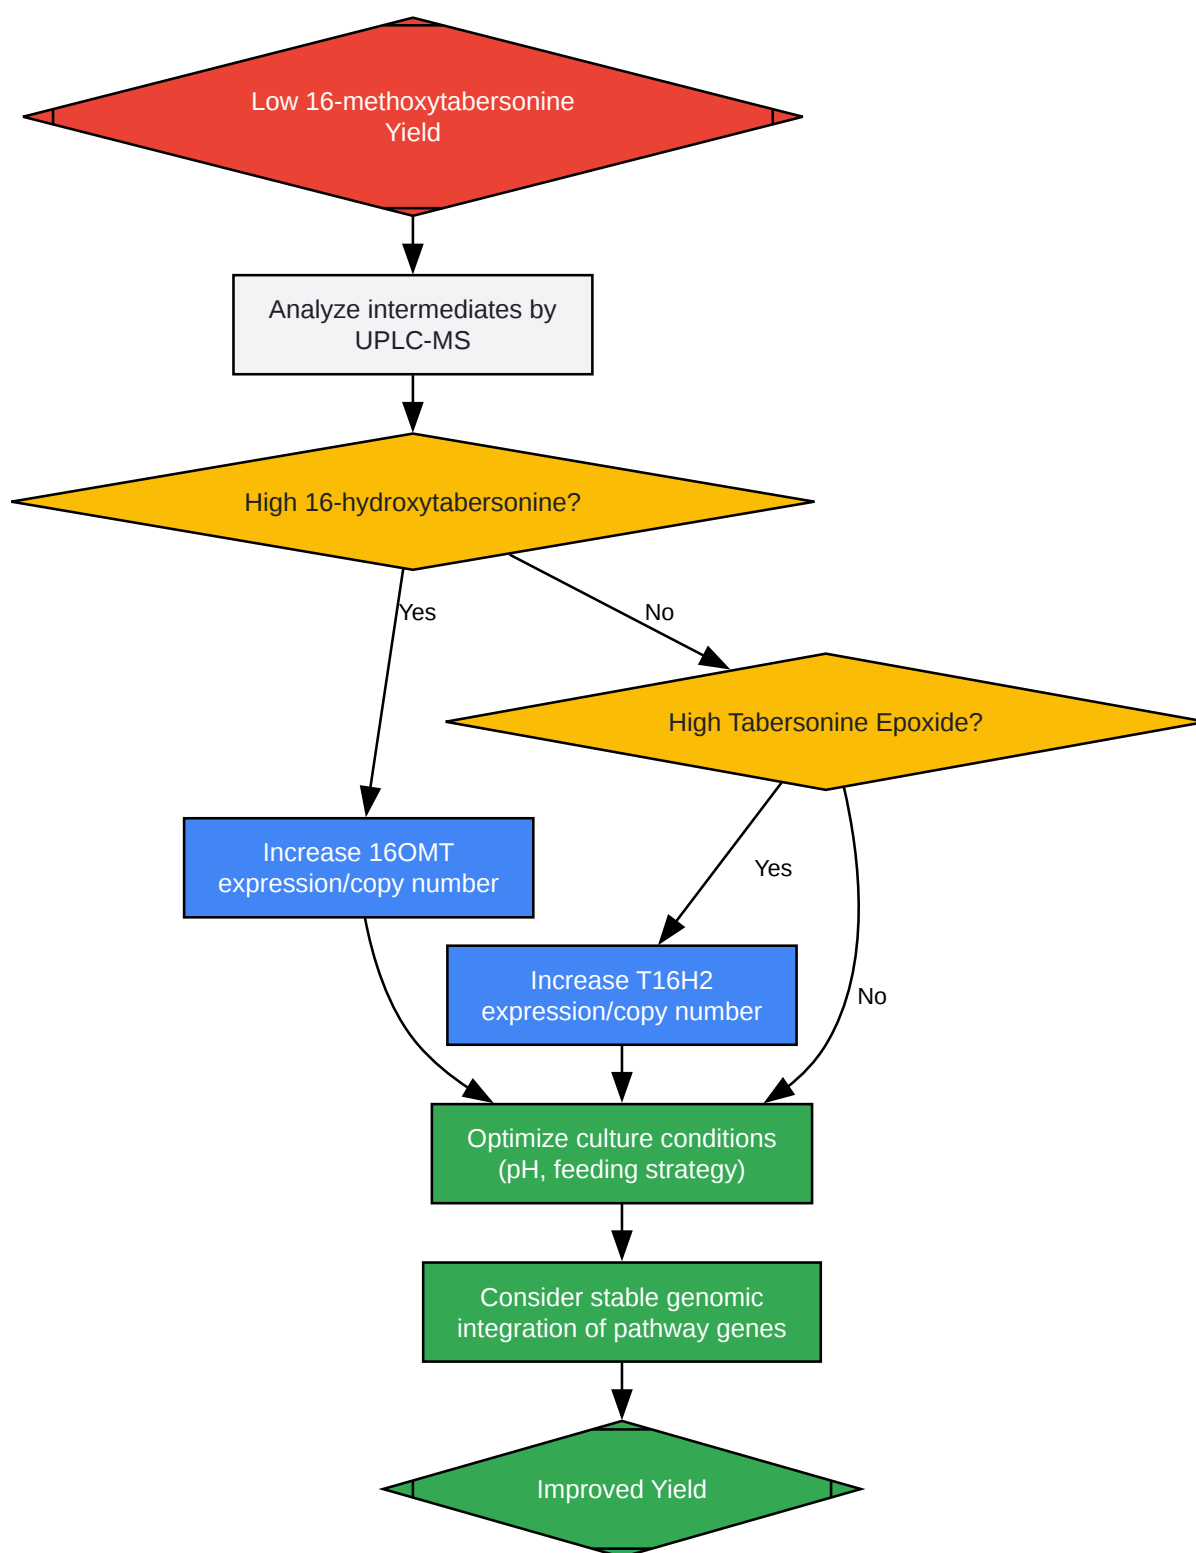 Low 16-methoxytabersonine
Yield
Analyze intermediates by
UPLC-MS
High 16-hydroxytabersonine?
Yes
No
High Tabersonine Epoxide?
Increase 16OMT
expression/copy number
Yes
Increase T16H2
expression/copy number
No
Optimize culture conditions
(pH, feeding strategy)
Consider stable genomic
integration of pathway genes
Improved Yield